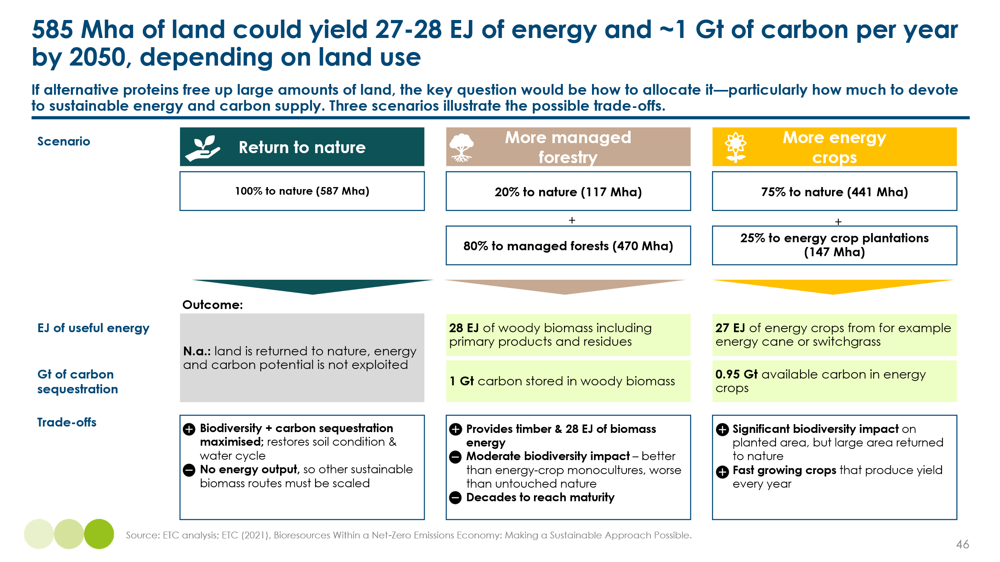 585 Mha of land could yield 27-28 EJ of energy and ~1 Gt of carbon per year
by 2050, depending on land use
If alternative proteins free up large amounts of land, the key question would be how to allocate it—particularly how much to devote
to sustainable energy and carbon supply. Three scenarios illustrate the possible trade-offs.
Scenario
Return to nature
100% to nature (587 Mha)
More managed
forestry
20% to nature (117 Mha)
+
80% to managed forests (470 Mha)
More energy
crops
75% to nature (441 Mha)
+
25% to energy crop plantations
(147 Mha)
Outcome:
EJ of useful energy
Gt of carbon
sequestration
N.a.: land is returned to nature, energy
and carbon potential is not exploited
28 EJ of woody biomass including
primary products and residues
1 Gt carbon stored in woody biomass
27 EJ of energy crops from for example
energy cane or switchgrass
0.95 Gt available carbon in energy
crops
Trade-offs
Biodiversity + carbon sequestration
maximised; restores soil condition &
water cycle
No energy output, so other sustainable
biomass routes must be scaled
Provides timber & 28 EJ of biomass
energy
Moderate biodiversity impact – better
than energy-crop monocultures, worse
than untouched nature
Decades to reach maturity
Significant biodiversity impact on
planted area, but large area returned
to nature
Fast growing crops that produce yield
every year
Source: ETC analysis; ETC (2021), Bioresources Within a Net-Zero Emissions Economy: Making a Sustainable Approach Possible.
46